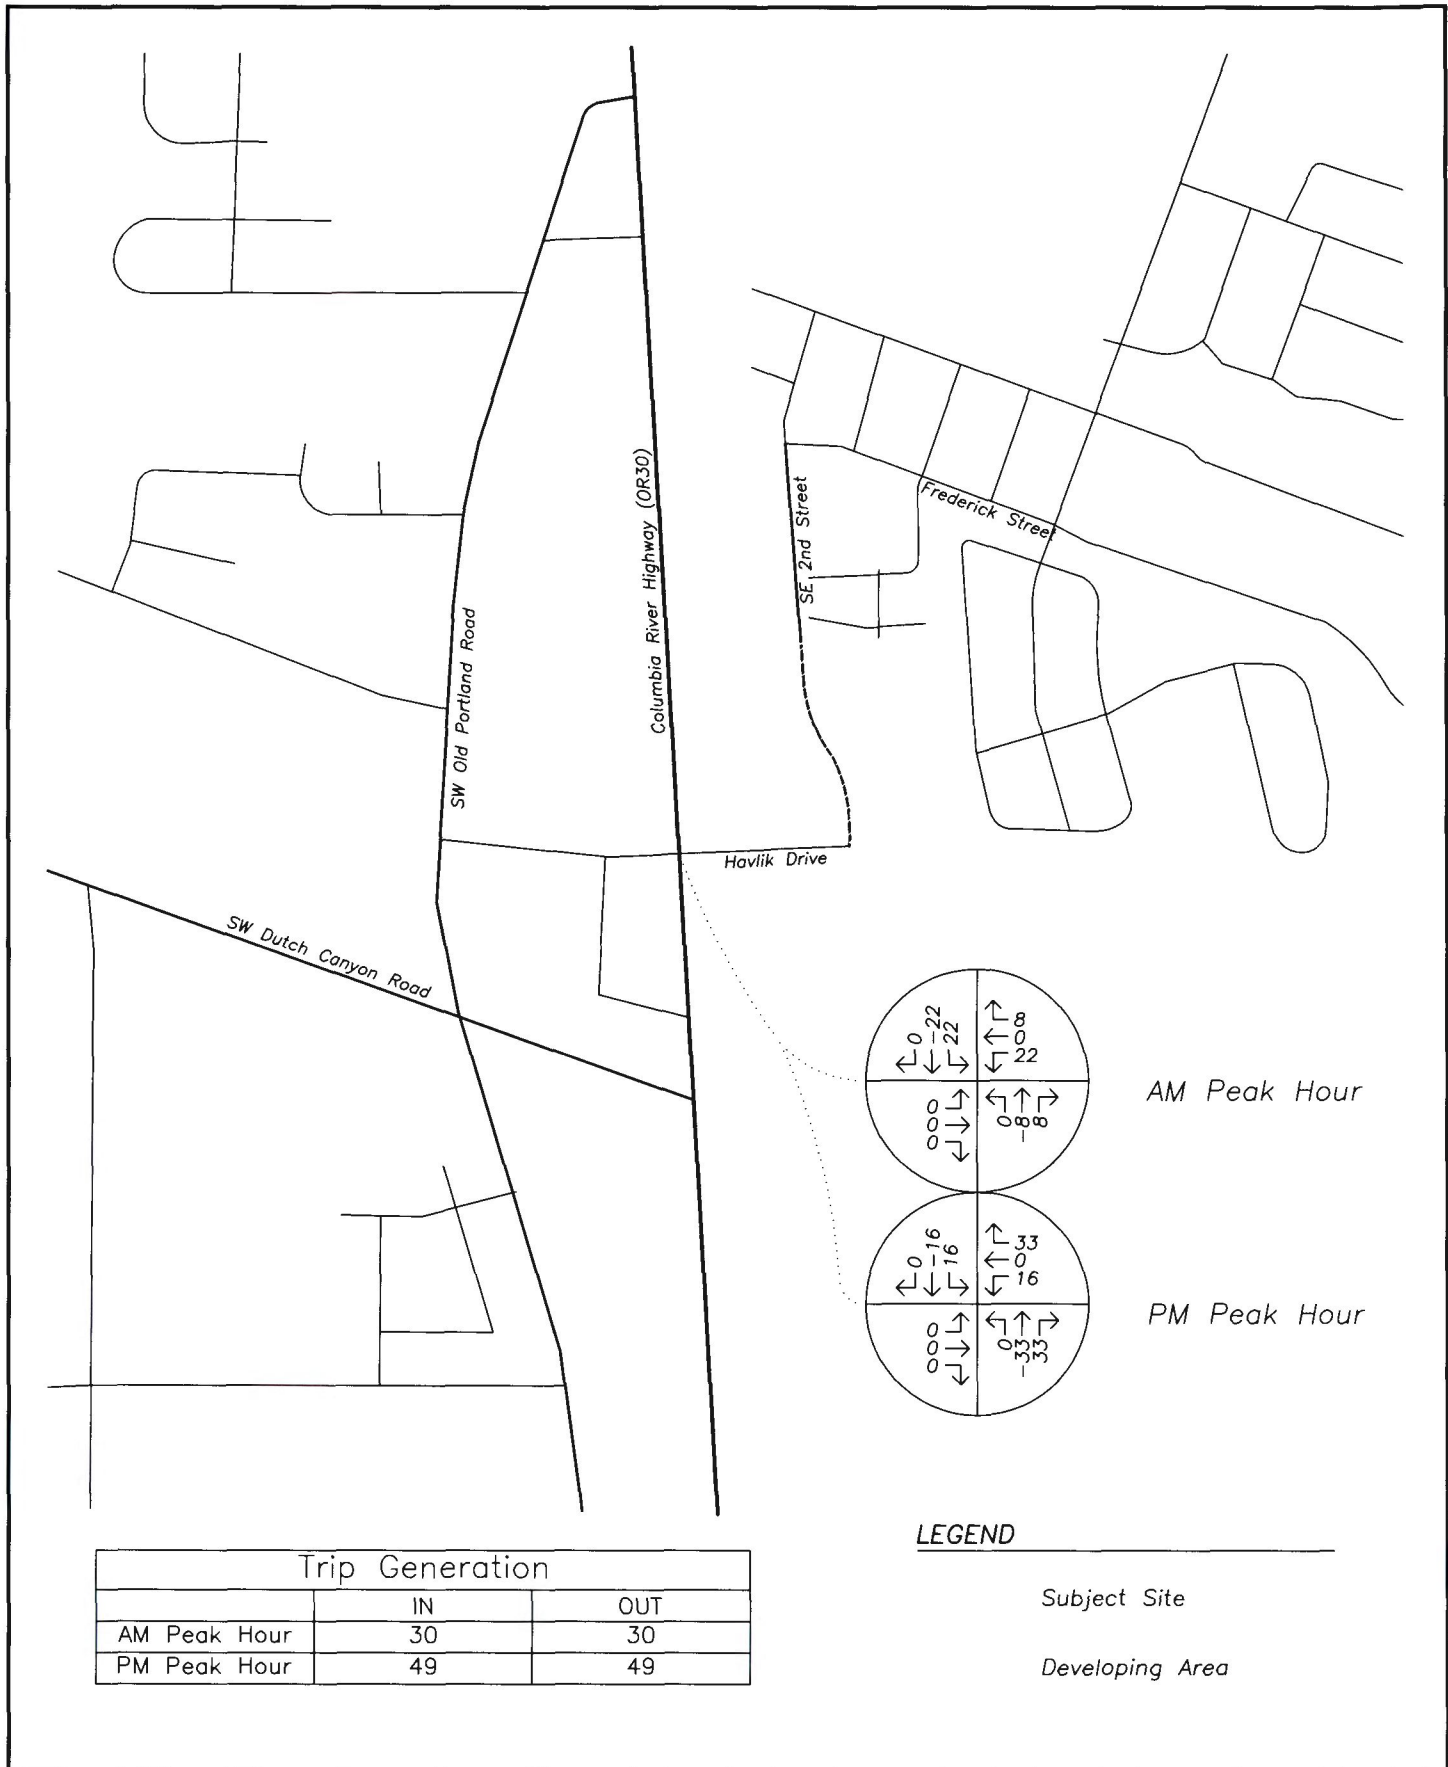 Columbia River Highway (OR30)
SE 2nd Street
Frederick Street
SW Old Portland Road
Havlik Drive
SW Dutch Canyon Road
0
-22
22
8
0
22
0
0
0
0
-8
8
AM Peak Hour
0
-16
16
33
0
16
0
0
0
0
-33
33
PM Peak Hour
Trip Generation
IN OUT
AM Peak Hour 30 30
PM Peak Hour 49 49
LEGEND
Subject Site
Developing Area